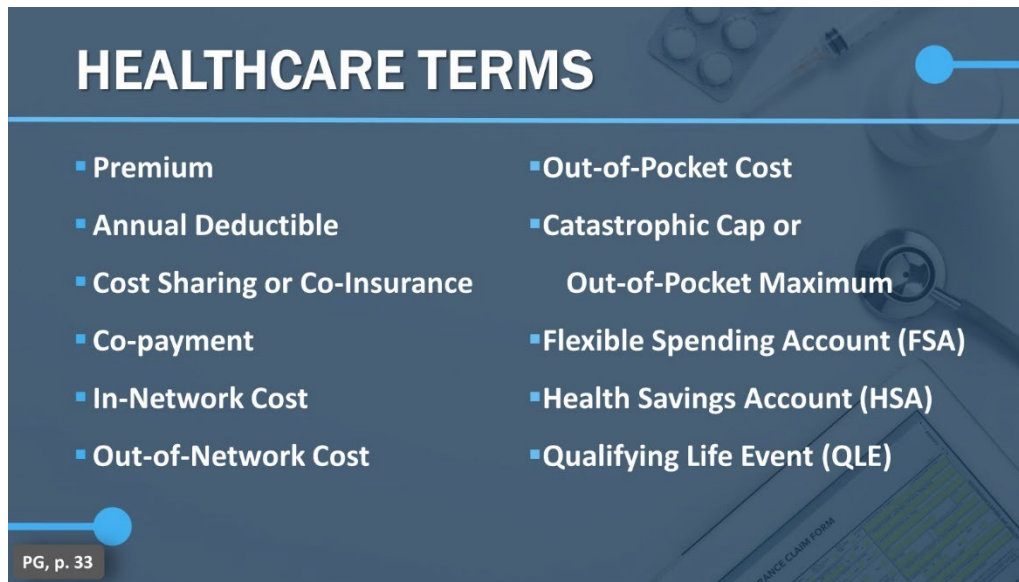 HEALTHCARE TERMS
▪ Premium
▪ Annual Deductible
▪ Cost Sharing or Co-Insurance
▪ Co-payment
▪ In-Network Cost
▪ Out-of-Network Cost
▪ Out-of-Pocket Cost
▪ Catastrophic Cap or
Out-of-Pocket Maximum
▪ Flexible Spending Account (FSA)
▪ Health Savings Account (HSA)
▪ Qualifying Life Event (QLE)
CLAIM FORM
PG, p. 33